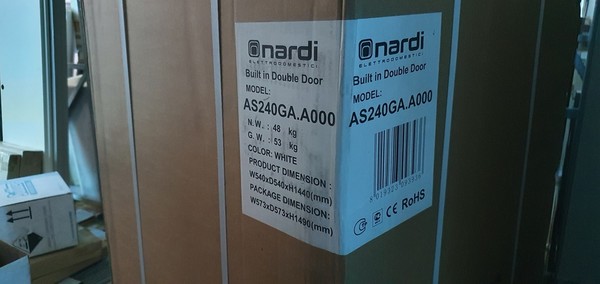 nardi
ELETTRODOMESTICI
Built in Double Door
MODEL:
AS240GA.A000
N.W. : 48 kg
G.W. : 53 kg
COLOR: WHITE
PRODUCT DIMENSION :
W540xD540xH1440(mm)
PACKAGE DIMENSION:
W573xD573xH1490(mm)
nardi
ELETTRODOMESTICI
Built in Double Door
MODEL:
AS240GA.A000
CE RoHS